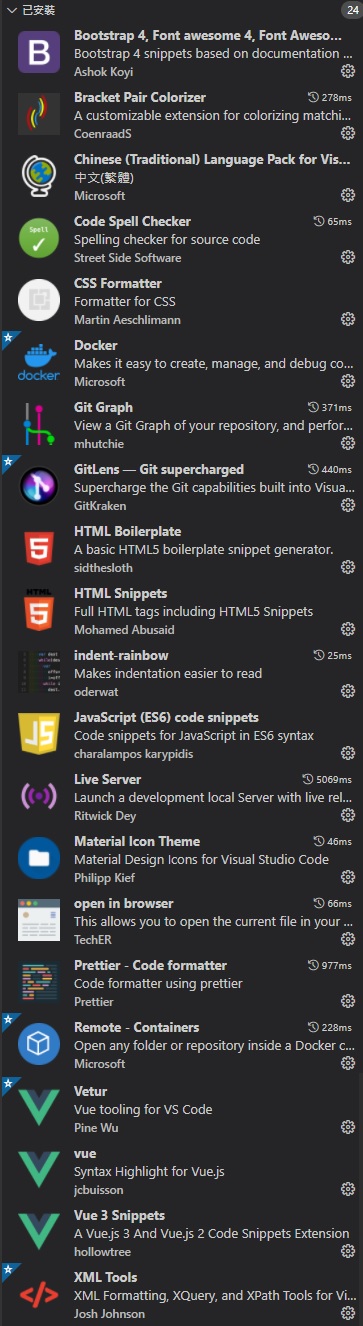 已安裝 24
Bootstrap 4, Font awesome 4, Font Aweso...
Bootstrap 4 snippets based on documentation ...
Ashok Koyi
Bracket Pair Colorizer 278ms
A customizable extension for colorizing matchi...
CoenraadS
Chinese (Traditional) Language Pack for Vis...
中文(繁體)
Microsoft
Spell
Code Spell Checker 65ms
Spelling checker for source code
Street Side Software
CSS Formatter
Formatter for CSS
Martin Aeschlimann
docker
Docker
Makes it easy to create, manage, and debug co...
Microsoft
Git Graph 371ms
View a Git Graph of your repository, and perfor...
mhutchie
GitLens — Git supercharged 440ms
Supercharge the Git capabilities built into Visua...
GitKraken
5
HTML Boilerplate
A basic HTML5 boilerplate snippet generator.
sidthesloth
HTML
5
HTML Snippets
Full HTML tags including HTML5 Snippets
Mohamed Abusaid
indent-rainbow 25ms
Makes indentation easier to read
oderwat
JS
JavaScript (ES6) code snippets
Code snippets for JavaScript in ES6 syntax
charalampos karypidis
Live Server 5069ms
Launch a development local Server with live rel...
Ritwick Dey
Material Icon Theme 46ms
Material Design Icons for Visual Studio Code
Philipp Kief
open in browser 66ms
This allows you to open the current file in your ...
TechER
Prettier - Code formatter 977ms
Code formatter using prettier
Prettier
Remote - Containers 228ms
Open any folder or repository inside a Docker c...
Microsoft
Vetur
Vue tooling for VS Code
Pine Wu
vue
Syntax Highlight for Vue.js
jcbuisson
Vue 3 Snippets
A Vue.js 3 And Vue.js 2 Code Snippets Extension
hollowtree
XML Tools
XML Formatting, XQuery, and XPath Tools for Vi...
Josh Johnson